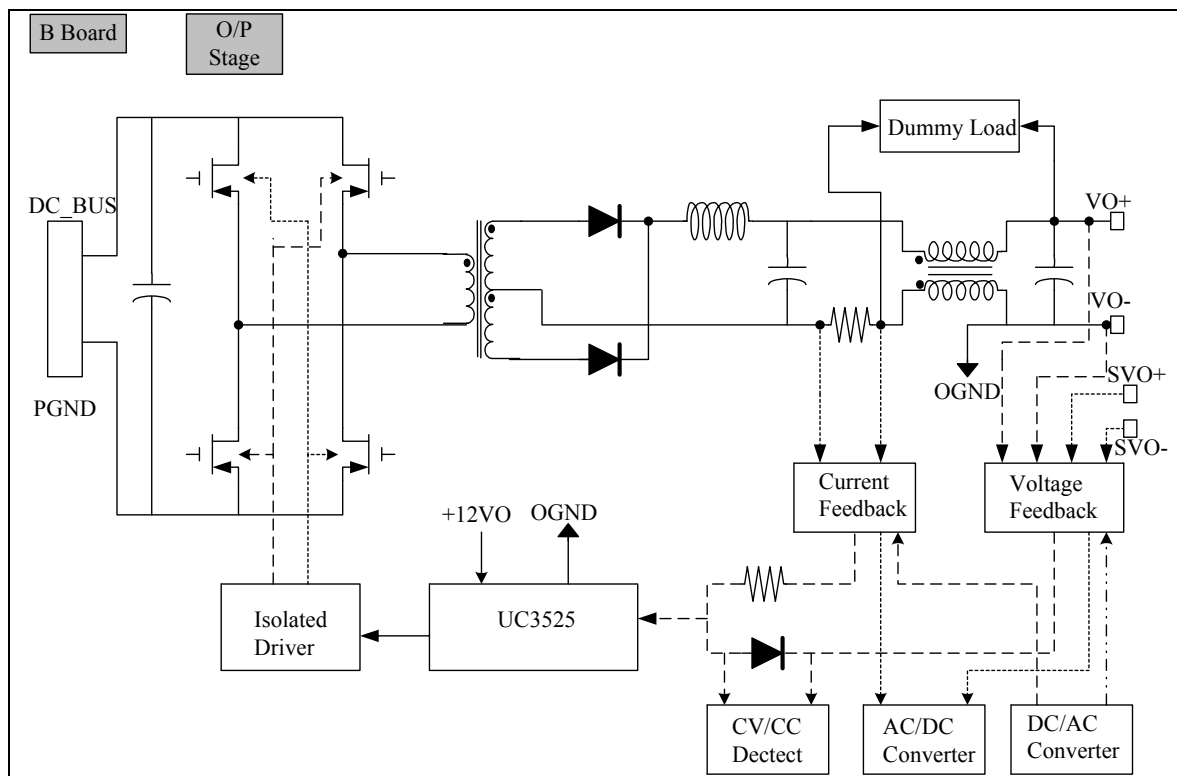 B Board
O/P
Stage
Dummy Load
DC_BUS
VO+
VO-
OGND
SVO+
SVO-
PGND
Current
Feedback
Voltage
Feedback
+12VO
OGND
Isolated
Driver
UC3525
CV/CC
Dectect
AC/DC
Converter
DC/AC
Converter